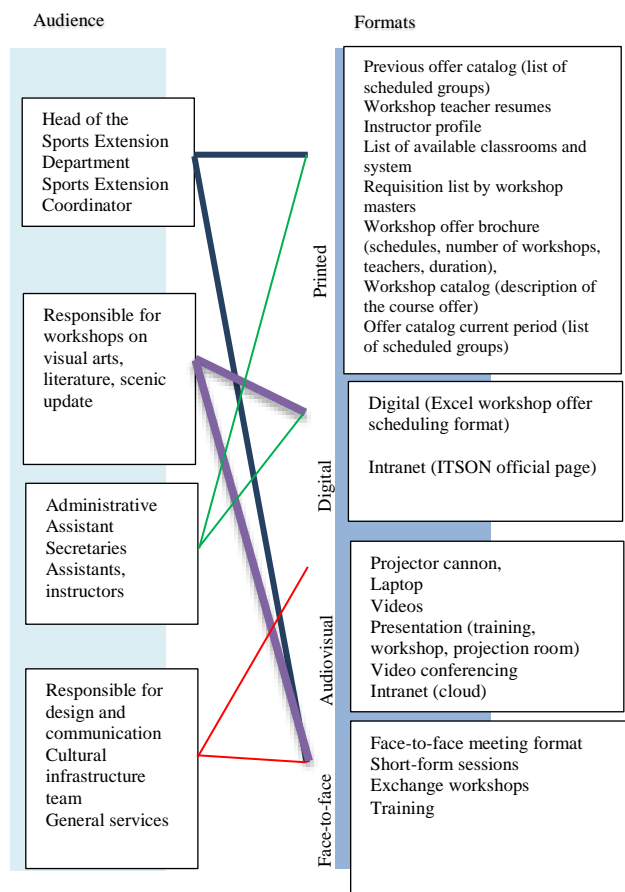 Audience
Formats
Head of the
Sports Extension
Department
Sports Extension
Coordinator
Responsible for
workshops on
visual arts,
literature, scenic
update
Administrative
Assistant
Secretaries
Assistants,
instructors
Responsible for
design and
communication
Cultural
infrastructure
team
General services
Printed
Previous offer catalog (list of
scheduled groups)
Workshop teacher resumes
Instructor profile
List of available classrooms and
system
Requisition list by workshop
masters
Workshop offer brochure
(schedules, number of workshops,
teachers, duration),
Workshop catalog (description of
the course offer)
Offer catalog current period (list
of scheduled groups)
Digital
Digital (Excel workshop offer
scheduling format)
Intranet (ITSON official page)
Audiovisual
Projector cannon,
Laptop
Videos
Presentation (training,
workshop, projection room)
Video conferencing
Intranet (cloud)
Face-to-face
Face-to-face meeting format
Short-form sessions
Exchange workshops
Training